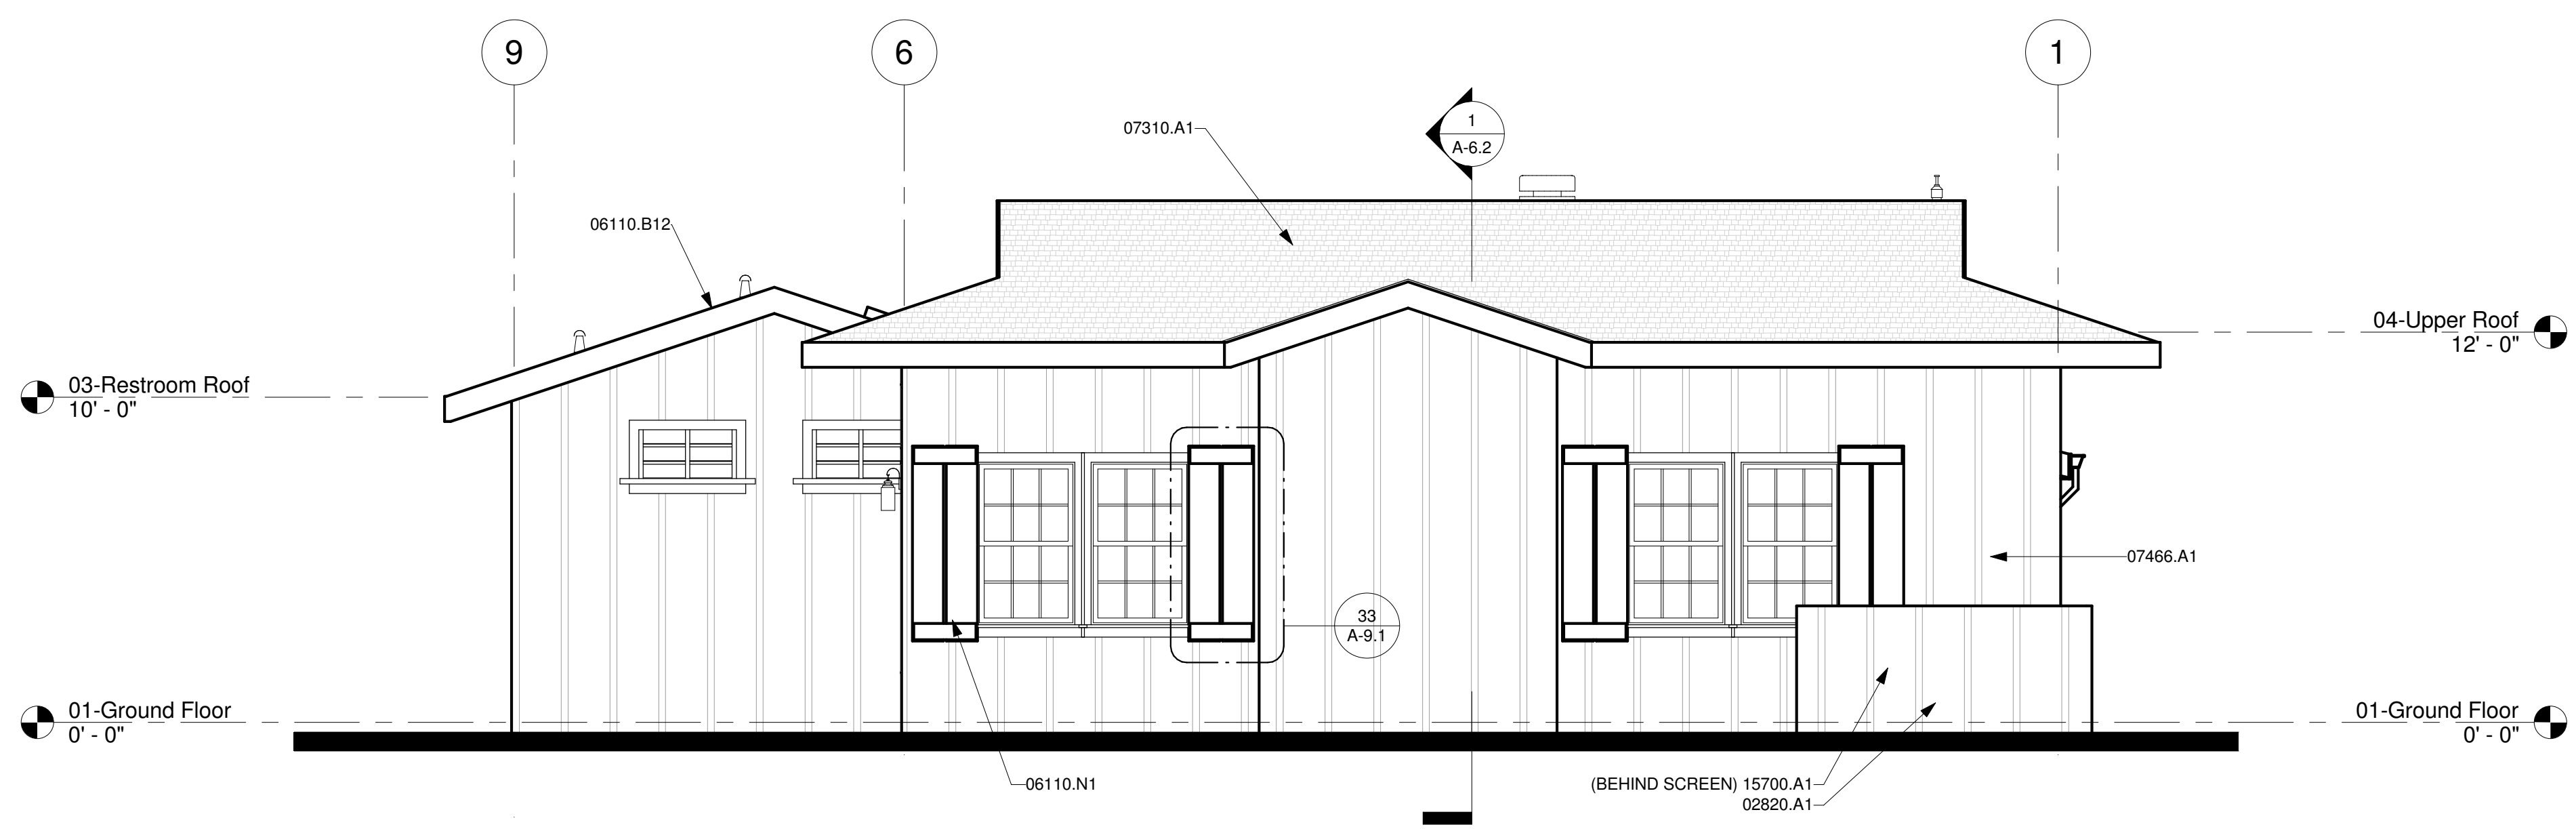 9
6
1
1
A-6.2
07310.A1
06110.B12
04-Upper Roof
12' - 0"
03-Restroom Roof
10' - 0"
07466.A1
33
A-9.1
01-Ground Floor
0' - 0"
01-Ground Floor
0' - 0"
06110.N1
(BEHIND SCREEN) 15700.A1
02820.A1